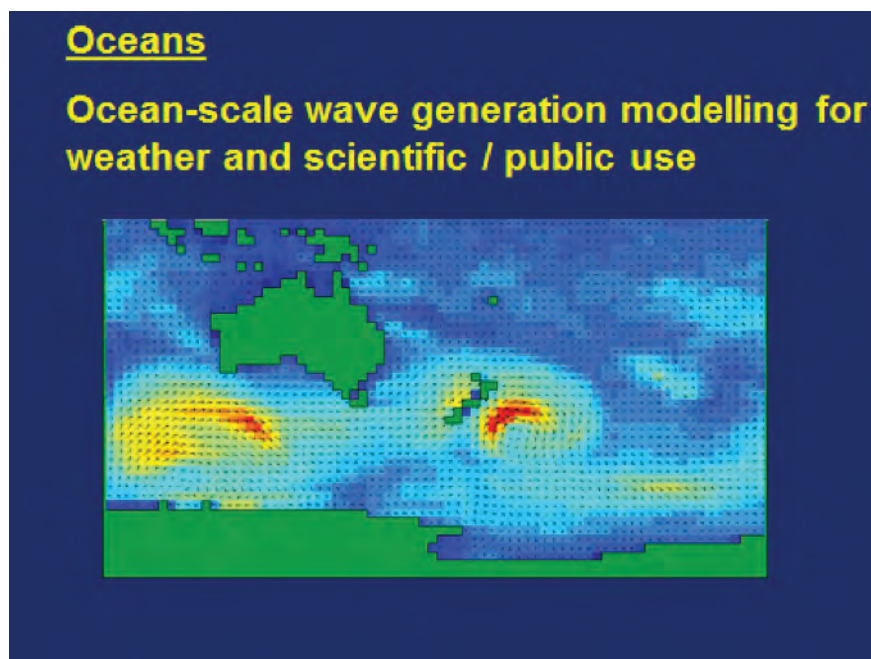 Oceans
Ocean-scale wave generation modelling for
weather and scientific / public use